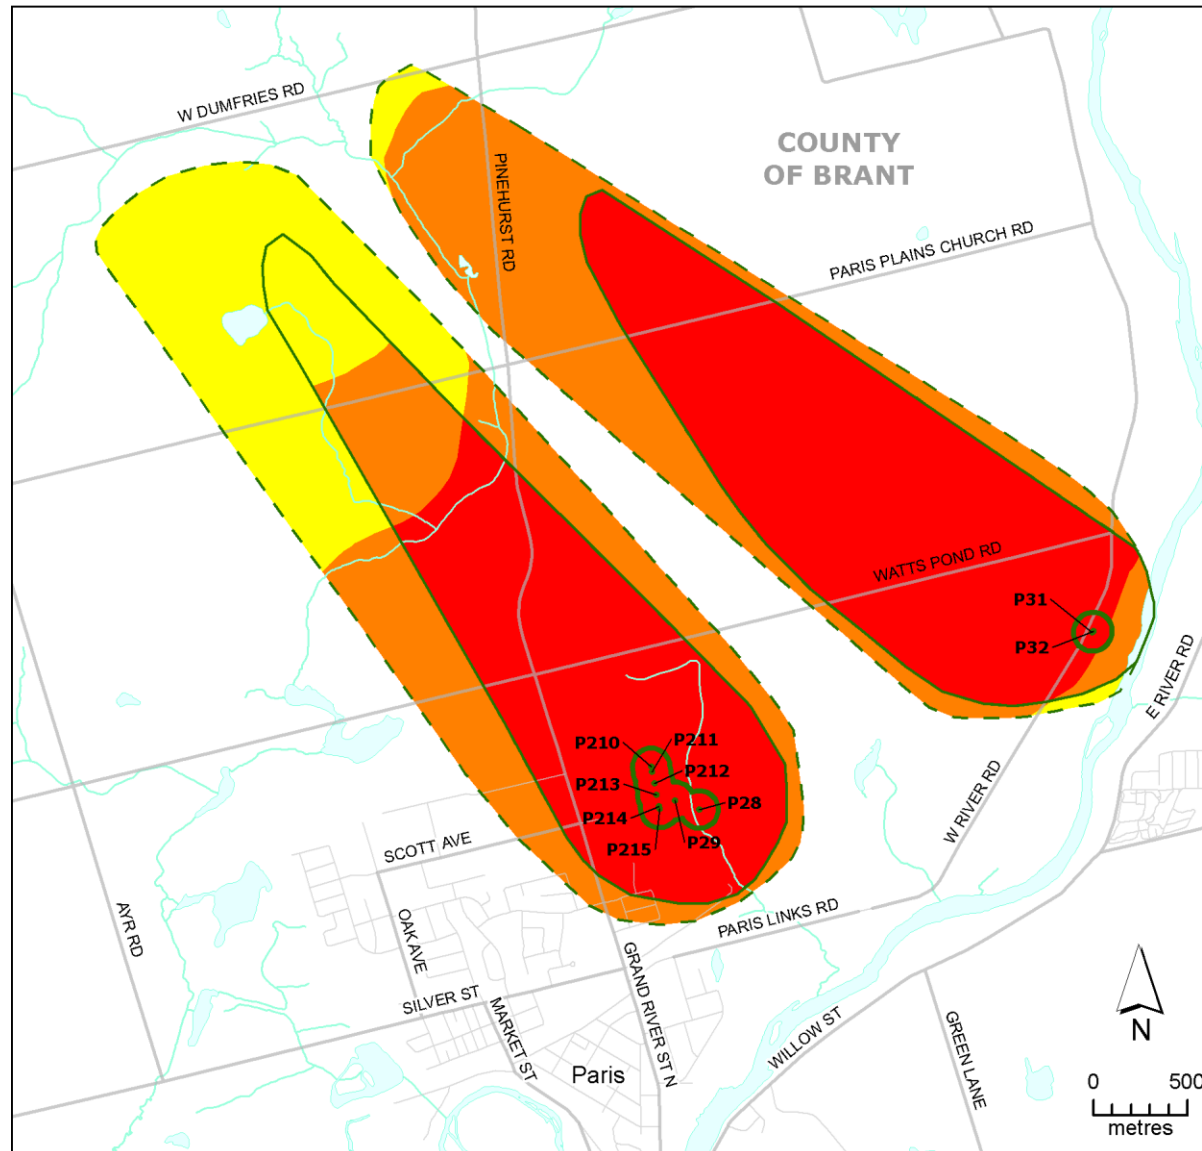 W DUMFRIES RD
PINEHURST RD
COUNTY
OF BRANT
PARIS PLAINS CHURCH RD
WATTS POND RD
P31
P32
E RIVER RD
W RIVER RD
P210
P211
P212
P213
P214
P28
P215
P29
SCOTT AVE
OAK AVE
AYR RD
PARIS LINKS RD
GRAND RIVER ST N
SILVER ST
MARKET ST
WILLOW ST
GREEN LANE
Paris
N
0 500
metres